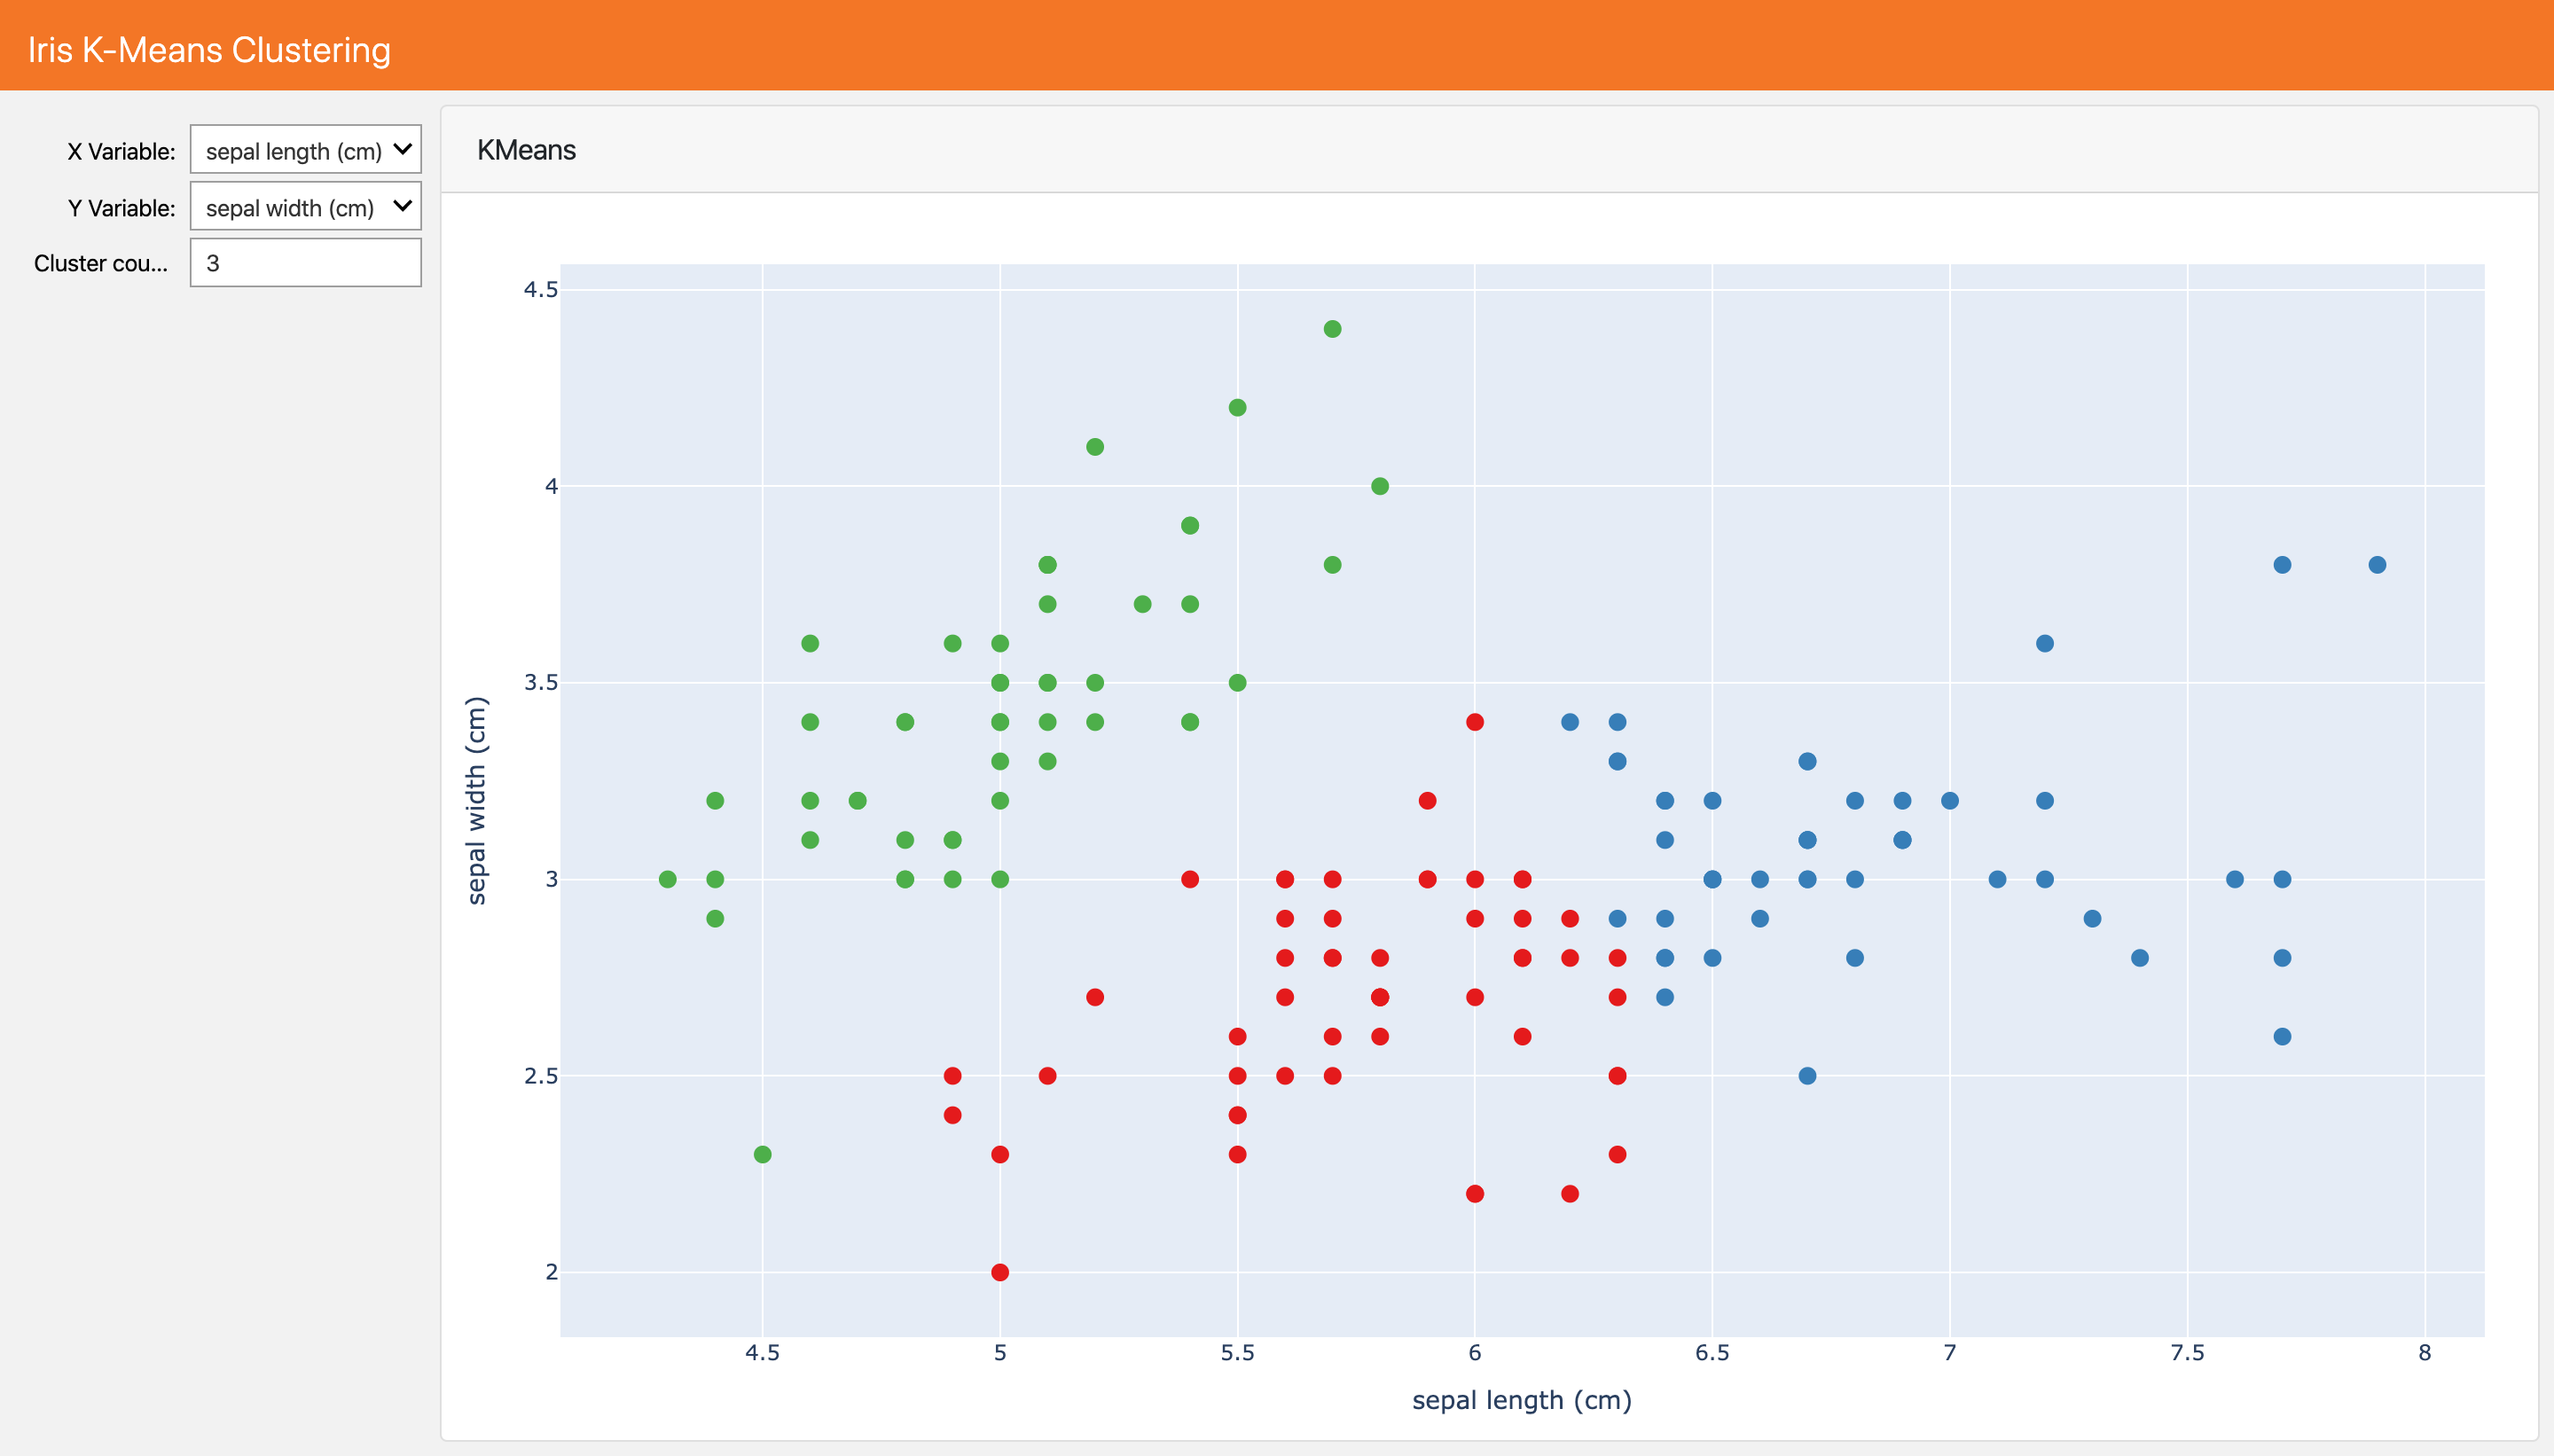 Iris K-Means Clustering
X Variable: sepal length (cm)
Y Variable: sepal width (cm)
Cluster cou... 3
KMeans
4.5
4
3.5
3
2.5
2
sepal width (cm)
4.5 5 5.5 6 6.5 7 7.5 8
sepal length (cm)